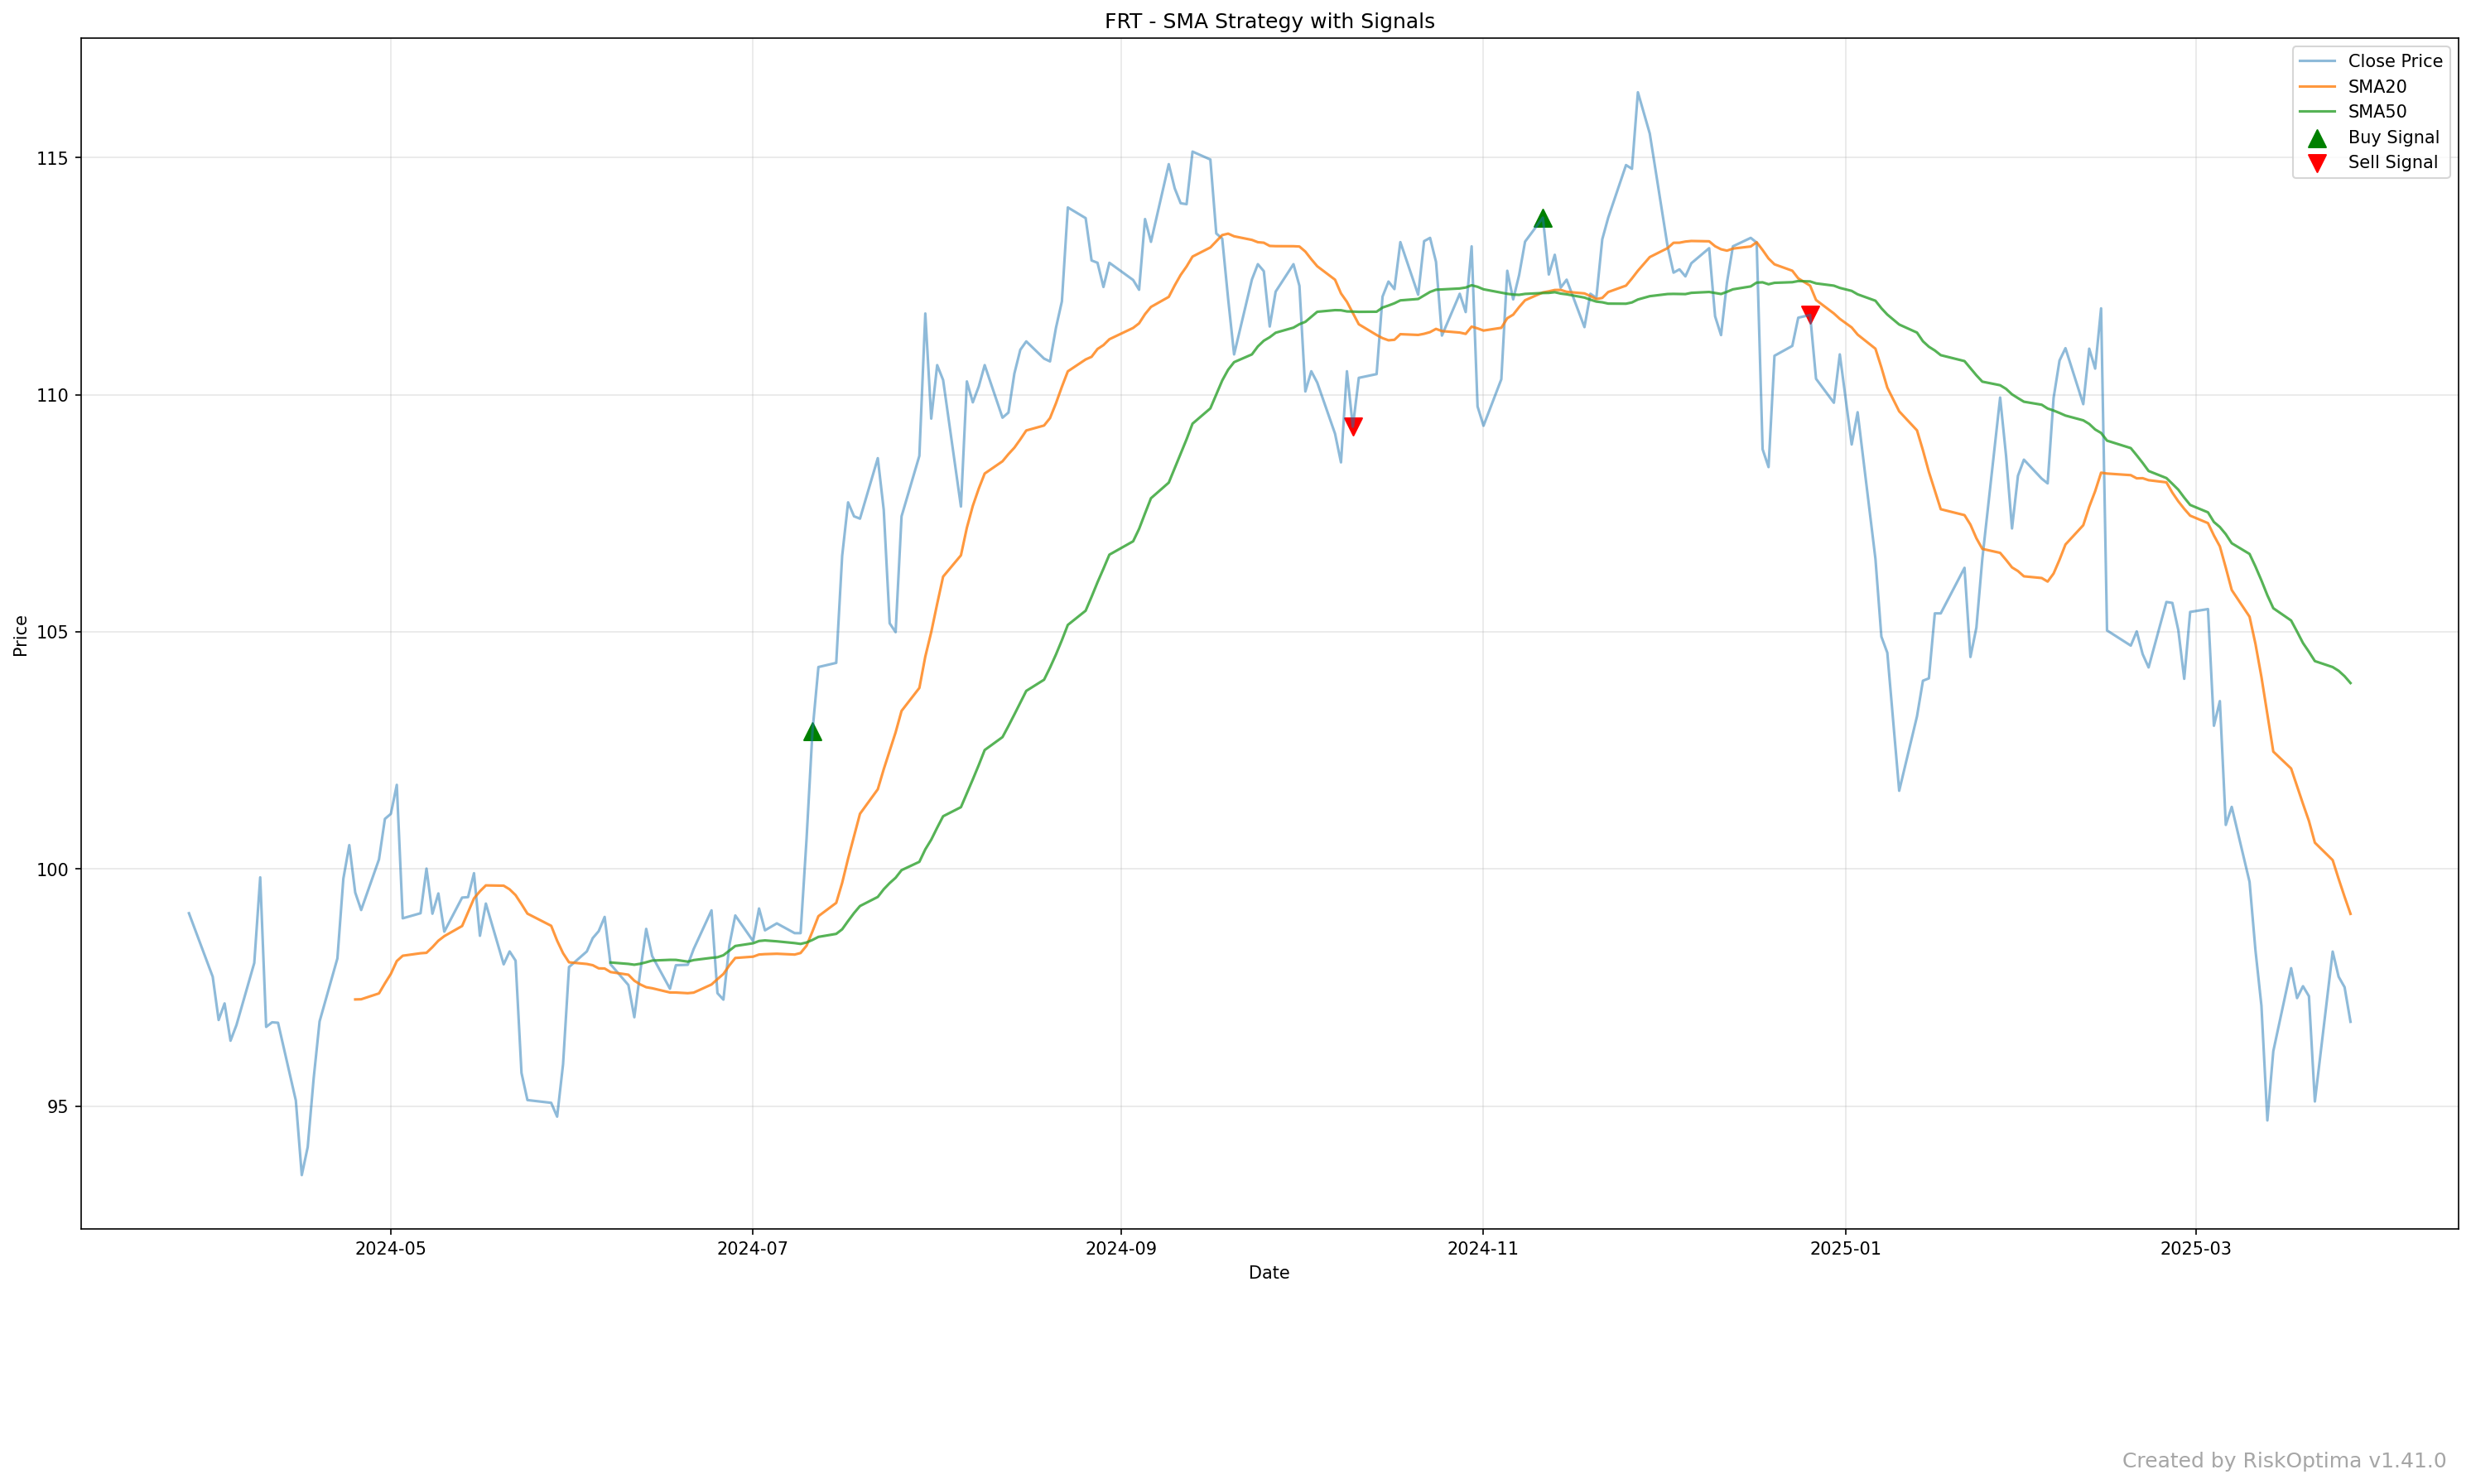 FRT - SMA Strategy with Signals
Close Price
SMA20
SMA50
Buy Signal
Sell Signal
115
110
105
100
95
Price
2024-05 2024-07 2024-09 2024-11 2025-01 2025-03
Date
Created by RiskOptima v1.41.0